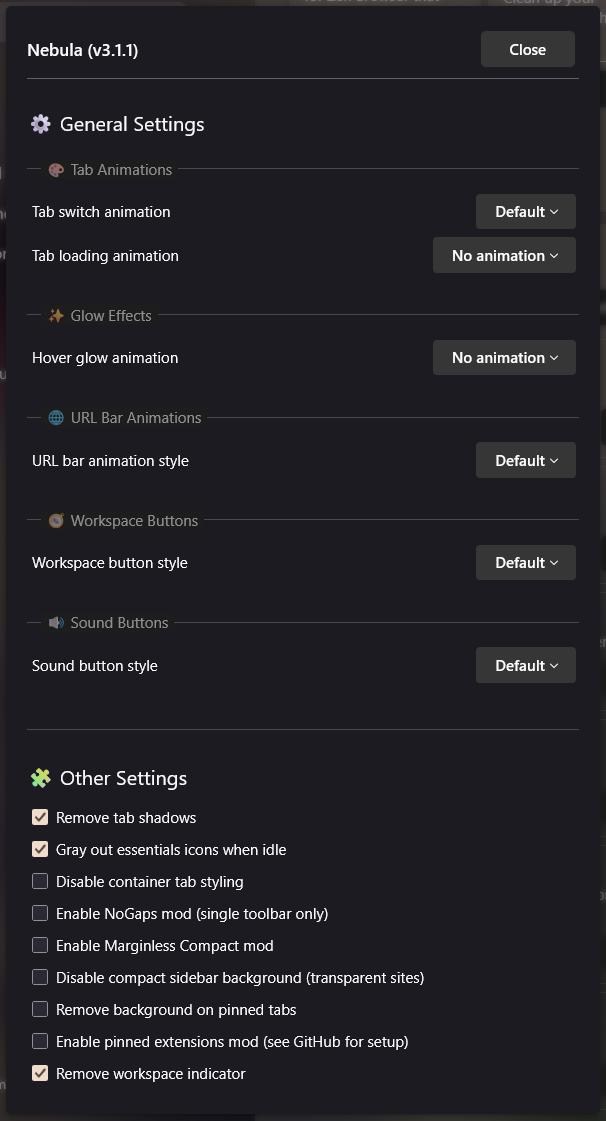 Nebula (v3.1.1)
Close
General Settings
Tab Animations
Tab switch animation
Default
Tab loading animation
No animation
Glow Effects
Hover glow animation
No animation
URL Bar Animations
URL bar animation style
Default
Workspace Buttons
Workspace button style
Default
Sound Buttons
Sound button style
Default
Other Settings
Remove tab shadows
Gray out essentials icons when idle
Disable container tab styling
Enable NoGaps mod (single toolbar only)
Enable Marginless Compact mod
Disable compact sidebar background (transparent sites)
Remove background on pinned tabs
Enable pinned extensions mod (see GitHub for setup)
Remove workspace indicator